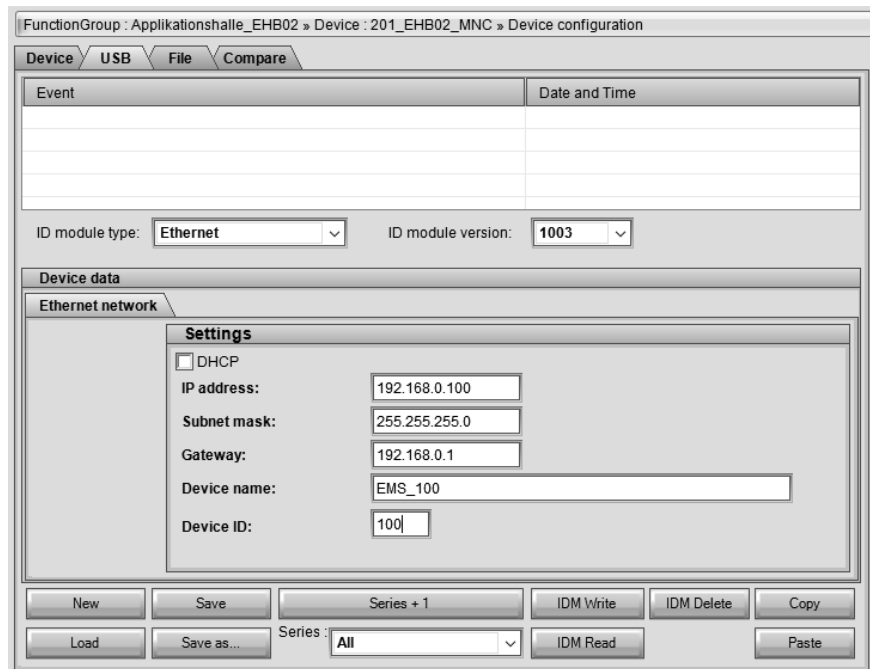 FunctionGroup : Applikationshalle_EHB02 » Device : 201_EHB02_MNC » Device configuration
Device USB File Compare
Event Date and Time
ID module type: Ethernet ID module version: 1003
Device data
Ethernet network
Settings
DHCP
IP address: 192.168.0.100
Subnet mask: 255.255.255.0
Gateway: 192.168.0.1
Device name: EMS_100
Device ID: 100
New Save Series + 1 IDM Write IDM Delete Copy
Load Save as... Series : All IDM Read Paste